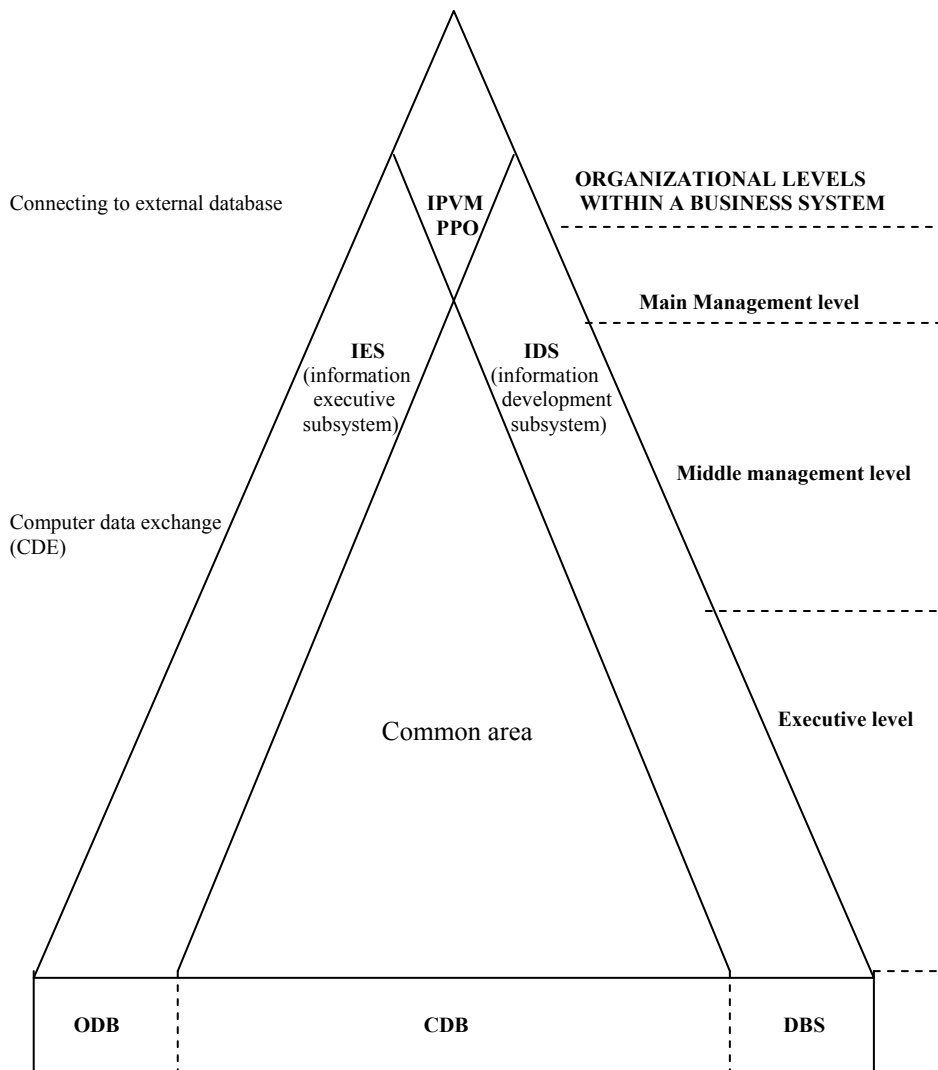 ORGANIZATIONAL LEVELS
WITHIN A BUSINESS SYSTEM
Connecting to external database
IPVM
PPO
Main Management level
IES
(information
executive
subsystem)
IDS
(information
development
subsystem)
Middle management level
Computer data exchange
(CDE)
Executive level
Common area
ODB
CDB
DBS